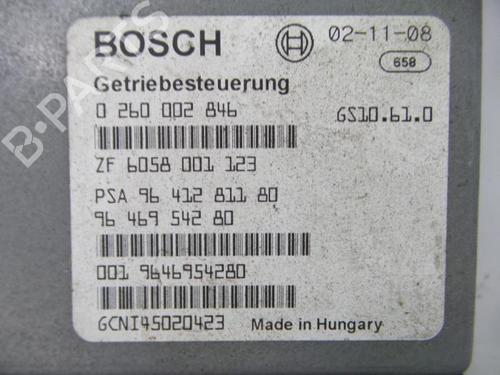 BOSCH 02-11-08
658
Getriebesteuerung
0 260 002 846 GS10.61.0
ZF 6058 001 123
PSA 96 412 811 80
96 469 542 80
001 9646954280
GCNI45020423 Made in Hungary
B-PARTS